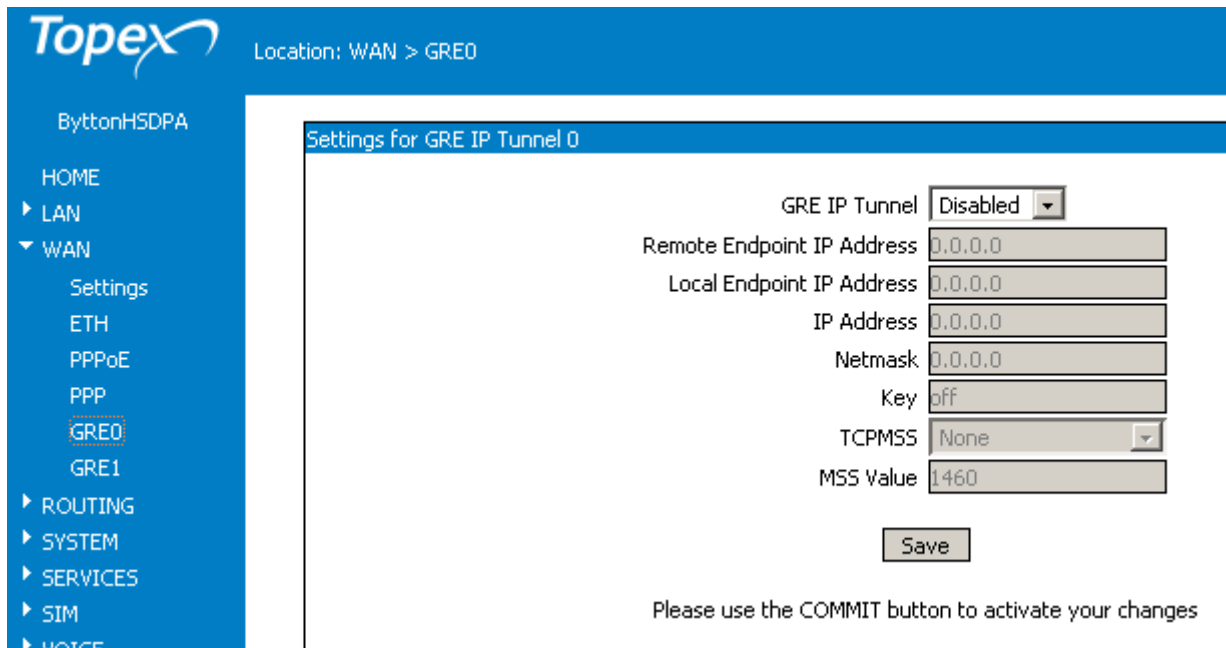 Topex
Location: WAN > GRE0
ByttonHSDPA
HOME
LAN
WAN
Settings
ETH
PPPoE
PPP
GRE0
GRE1
ROUTING
SYSTEM
SERVICES
SIM
VOICE
Settings for GRE IP Tunnel 0
GRE IP Tunnel Disabled
Remote Endpoint IP Address 0.0.0.0
Local Endpoint IP Address 0.0.0.0
IP Address 0.0.0.0
Netmask 0.0.0.0
Key off
TCPMSS None
MSS Value 1460
Save
Please use the COMMIT button to activate your changes